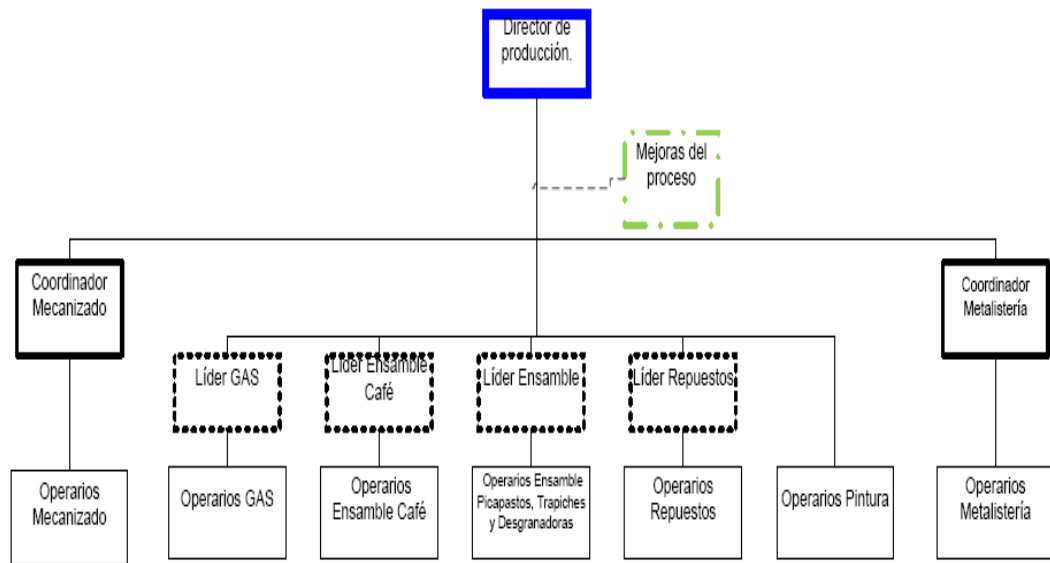 Director de
producción.
Mejoras del
proceso
Coordinador
Mecanizado
Coordinador
Metalistería
Líder GAS
Líder Ensamble
Café
Líder Ensamble
Líder Repuestos
Operarios
Mecanizado
Operarios GAS
Operarios
Ensamble Café
Operarios Ensamble
Picapastos, Trapiches
y Desgranadoras
Operarios
Repuestos
Operarios Pintura
Operarios
Metalistería